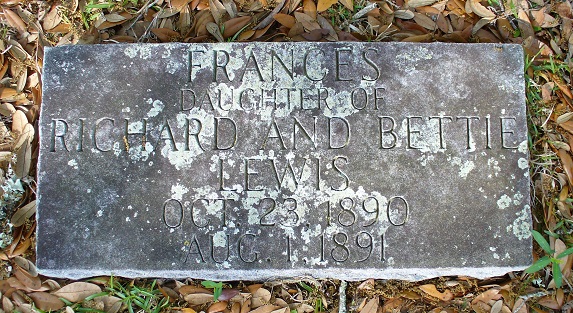 FRANCES
DAUGHTER OF
RICHARD AND BETTIE
LEWIS
OCT. 23, 1890
AUG. 1, 1891